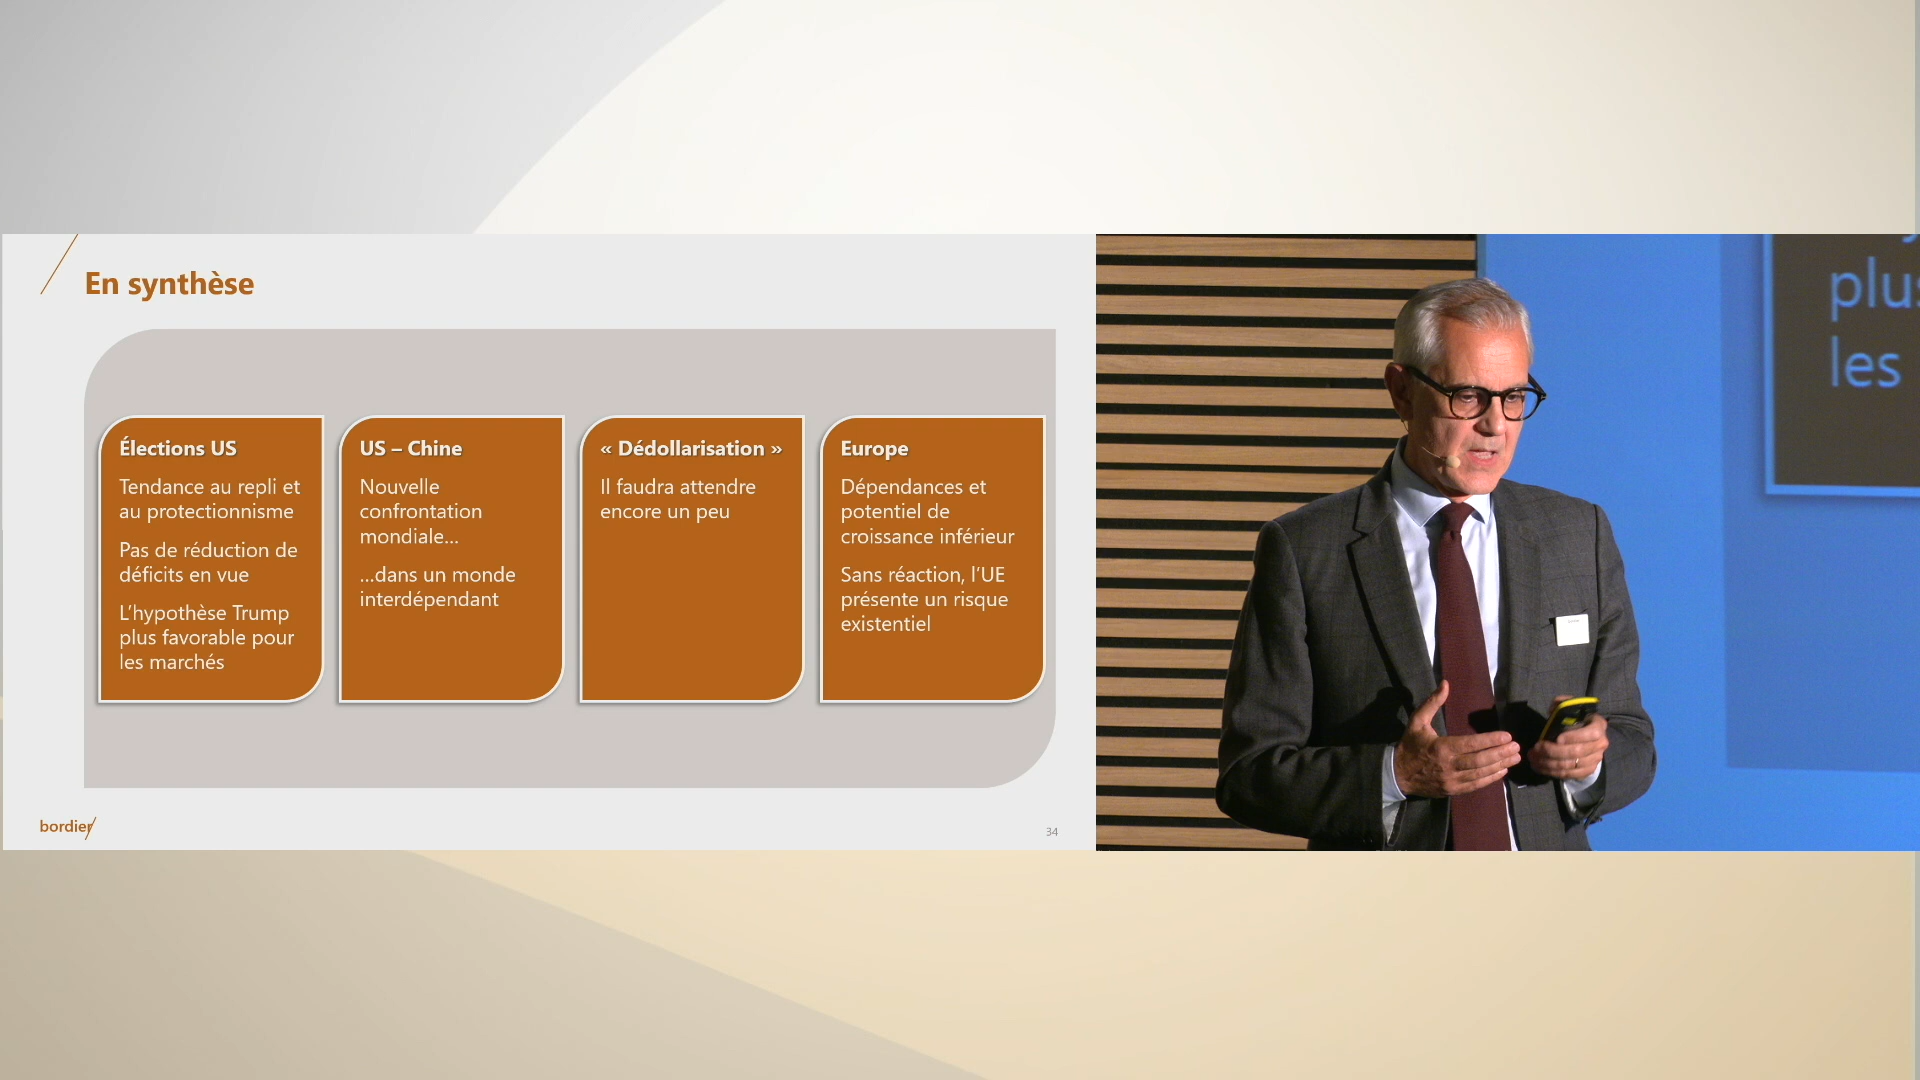 En synthèse
Élections US
Tendance au repli et
au protectionnisme
Pas de réduction de
déficits en vue
L'hypothèse Trump
plus favorable pour
les marchés
US – Chine
Nouvelle
confrontation
mondiale...
...dans un monde
interdépendant
« Dédollarisation »
Il faudra attendre
encore un peu
Europe
Dépendances et
potentiel de
croissance inférieur
Sans réaction, l'UE
présente un risque
existentiel
bordier
34
plus
les